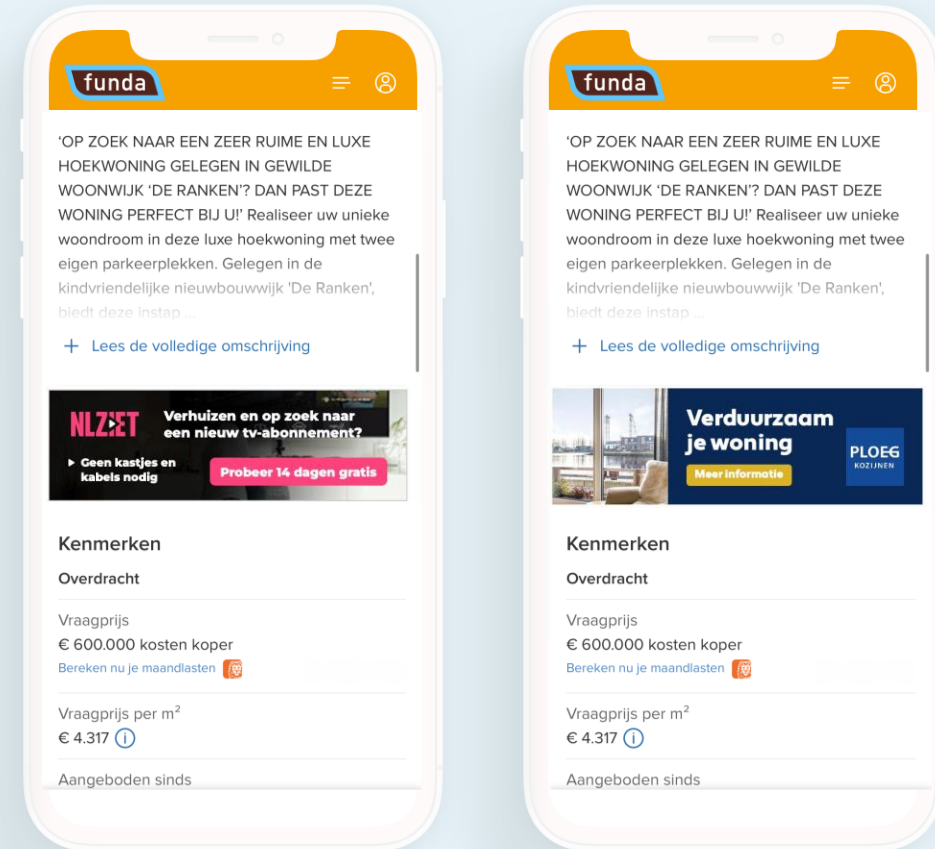 funda
‘OP ZOEK NAAR EEN ZEER RUIME EN LUXE
HOEKWONING GELEGEN IN GEWILDE
WOONWIJK ‘DE RANKEN’? DAN PAST DEZE
WONING PERFECT BIJ U!’ Realiseer uw unieke
woondroom in deze luxe hoekwoning met twee
eigen parkeerplekken. Gelegen in de
kindvriendelijke nieuwbouwwijk 'De Ranken',
biedt deze instap ...
+ Lees de volledige omschrijving
NLZIET
Verhuizen en op zoek naar
een nieuw tv-abonnement?
Geen kastjes en
kabels nodig
Probeer 14 dagen gratis
Kenmerken
Overdracht
Vraagprijs
€ 600.000 kosten koper
Bereken nu je maandlasten
Vraagprijs per m²
€ 4.317
Aangeboden sinds
funda
‘OP ZOEK NAAR EEN ZEER RUIME EN LUXE
HOEKWONING GELEGEN IN GEWILDE
WOONWIJK ‘DE RANKEN’? DAN PAST DEZE
WONING PERFECT BIJ U!’ Realiseer uw unieke
woondroom in deze luxe hoekwoning met twee
eigen parkeerplekken. Gelegen in de
kindvriendelijke nieuwbouwwijk 'De Ranken',
biedt deze instap ...
+ Lees de volledige omschrijving
Verduurzaam
je woning
Meer informatie
PLOEG
KOZIJNEN
Kenmerken
Overdracht
Vraagprijs
€ 600.000 kosten koper
Bereken nu je maandlasten
Vraagprijs per m²
€ 4.317
Aangeboden sinds